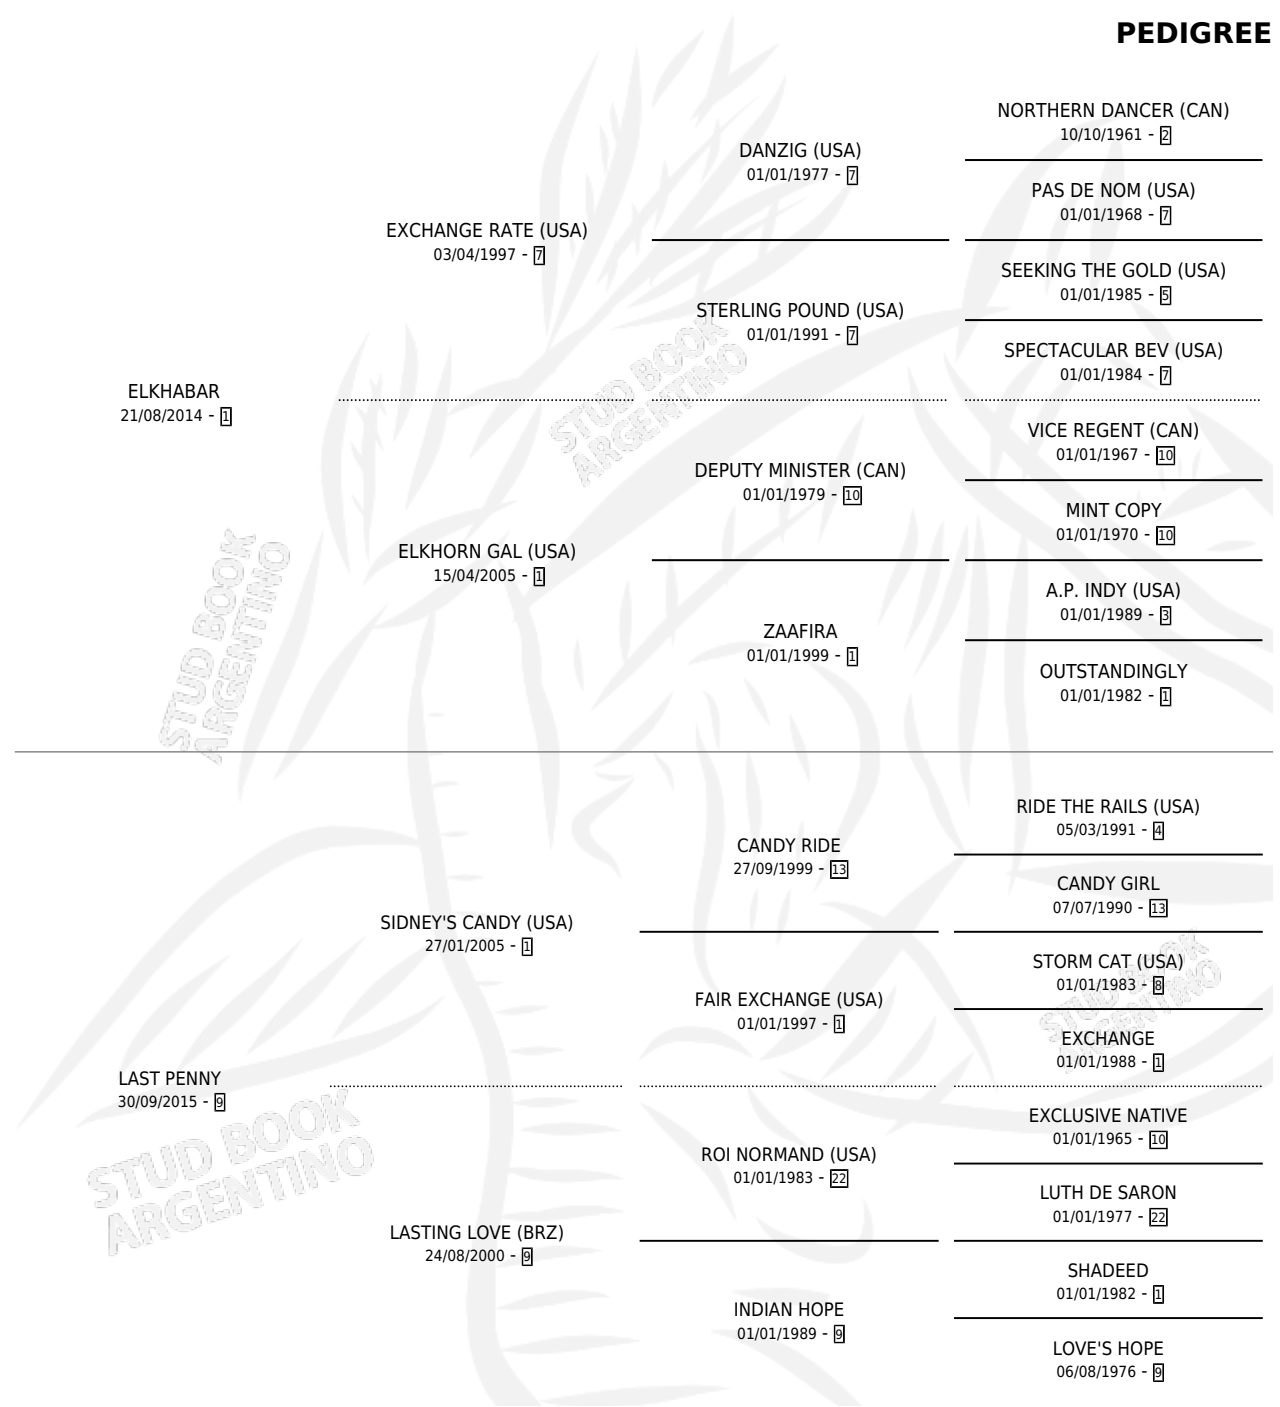 PEDIGREE
NORTHERN DANCER (CAN)
10/10/1961 - 2
DANZIG (USA)
01/01/1977 - 7
PAS DE NOM (USA)
01/01/1968 - 7
EXCHANGE RATE (USA)
03/04/1997 - 7
SEEKING THE GOLD (USA)
01/01/1985 - 5
STERLING POUND (USA)
01/01/1991 - 7
SPECTACULAR BEV (USA)
01/01/1984 - 7
ELKHABAR
21/08/2014 - 1
VICE REGENT (CAN)
01/01/1967 - 10
DEPUTY MINISTER (CAN)
01/01/1979 - 10
MINT COPY
01/01/1970 - 10
ELKHORN GAL (USA)
15/04/2005 - 1
A.P. INDY (USA)
01/01/1989 - 3
ZAAFIRA
01/01/1999 - 1
OUTSTANDINGLY
01/01/1982 - 1
RIDE THE RAILS (USA)
05/03/1991 - 4
CANDY RIDE
27/09/1999 - 13
CANDY GIRL
07/07/1990 - 13
SIDNEY'S CANDY (USA)
27/01/2005 - 1
STORM CAT (USA)
01/01/1983 - 8
FAIR EXCHANGE (USA)
01/01/1997 - 1
EXCHANGE
01/01/1988 - 1
LAST PENNY
30/09/2015 - 9
EXCLUSIVE NATIVE
01/01/1965 - 10
ROI NORMAND (USA)
01/01/1983 - 22
LUTH DE SARON
01/01/1977 - 22
LASTING LOVE (BRZ)
24/08/2000 - 9
SHADEED
01/01/1982 - 1
INDIAN HOPE
01/01/1989 - 9
LOVE'S HOPE
06/08/1976 - 9
STUD BOOK
ARGENTINO
STUD BOOK
ARGENTINO
STUD BOOK
ARGENTINO
STUD BOOK
ARGENTINO